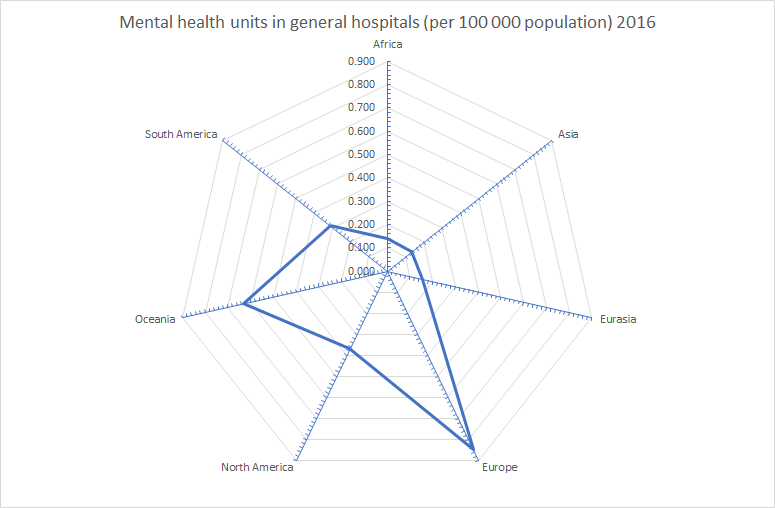 Mental health units in general hospitals (per 100 000 population) 2016
Africa
0.900
0.800
0.700
0.600
0.500
0.400
0.300
0.200
0.100
0.000
South America
Asia
Oceania
Eurasia
North America
Europe